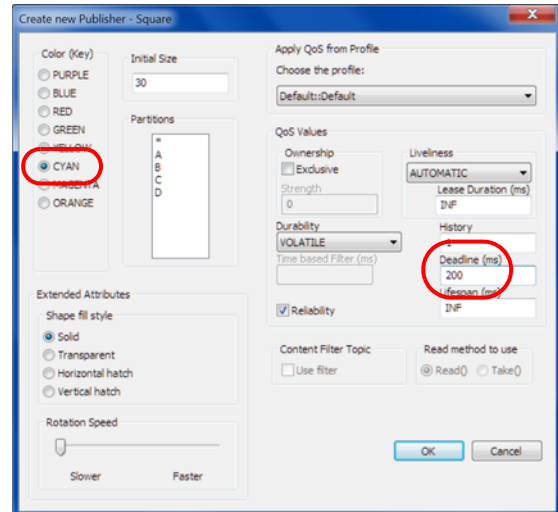 Create new Publisher - Square
Color (Key)
PURPLE
BLUE
RED
GREEN
YELLOW
CYAN
MAGENTA
ORANGE
Initial Size
30
Partitions
*
A
B
C
D
Extended Attributes
Shape fill style
Solid
Transparent
Horizontal hatch
Vertical hatch
Rotation Speed
Slower Faster
Apply QoS from Profile
Choose the profile:
Default::Default
QoS Values
Ownership
Exclusive
Strength
0
Liveliness
AUTOMATIC
Lease Duration (ms)
INF
Durability
VOLATILE
Time based Filter (ms)
Reliability
History
1
Deadline (ms)
200
Lifespan (ms)
INF
Content Filter Topic
Use filter
Read method to use
Read() Take()
OK Cancel